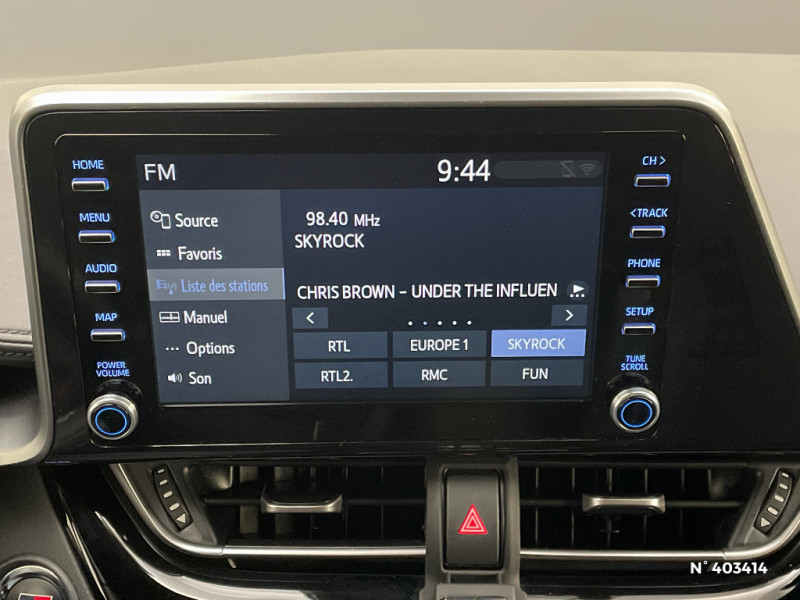 HOME
MENU
AUDIO
MAP
POWER
VOLUME
FM
9:44
Source
Favoris
Liste des stations
Manuel
Options
Son
98.40 MHz
SKYROCK
CHRIS BROWN - UNDER THE INFLUEN
<
>
RTL
EUROPE 1
SKYROCK
RTL2.
RMC
FUN
CH >
<TRACK
PHONE
SETUP
TUNE
SCROLL
N° 403414